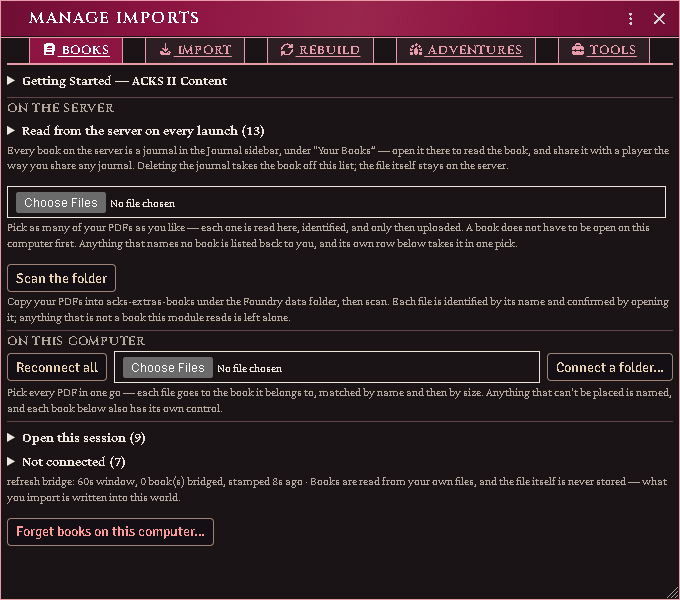 MANAGE IMPORTS
BOOKS
IMPORT
REBUILD
ADVENTURES
TOOLS
Getting Started — ACKS II Content
ON THE SERVER
Read from the server on every launch (13)
Every book on the server is a journal in the Journal sidebar, under "Your Books" — open it there to read the book, and share it with a player the
way you share any journal. Deleting the journal takes the book off this list; the file itself stays on the server.
Choose Files No file chosen
Pick as many of your PDFs as you like — each one is read here, identified, and only then uploaded. A book does not have to be open on this
computer first. Anything that names no book is listed back to you, and its own row below takes it in one pick.
Scan the folder
Copy your PDFs into acks-extras-books under the Foundry data folder, then scan. Each file is identified by its name and confirmed by opening
it; anything that is not a book this module reads is left alone.
ON THIS COMPUTER
Reconnect all
Choose Files No file chosen
Connect a folder...
Pick every PDF in one go — each file goes to the book it belongs to, matched by name and then by size. Anything that can't be placed is named,
and each book below also has its own control.
Open this session (9)
Not connected (7)
refresh bridge: 60s window, 0 book(s) bridged, stamped 8s ago · Books are read from your own files, and the file itself is never stored — what
you import is written into this world.
Forget books on this computer...